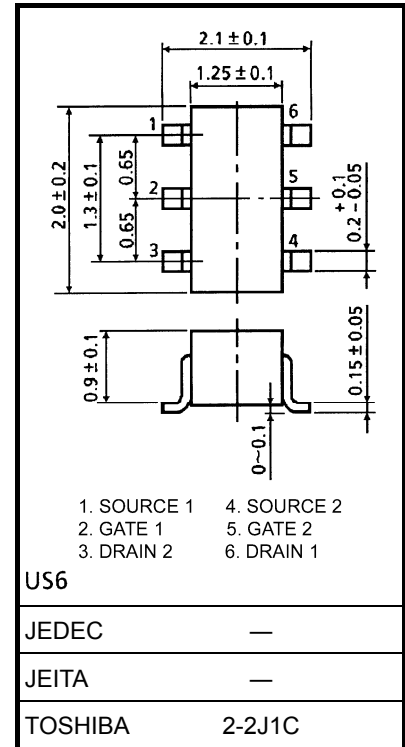 2.1±0.1
1.25±0.1
1
6
2
5
3
4
2.0±0.2
1.3±0.1
0.65
0.65
+0.1
0.2-0.05
0.9±0.1
0.15±0.05
0~0.1
1. SOURCE 1 4. SOURCE 2
2. GATE 1 5. GATE 2
3. DRAIN 2 6. DRAIN 1
US6
JEDEC —
JEITA —
TOSHIBA 2-2J1C